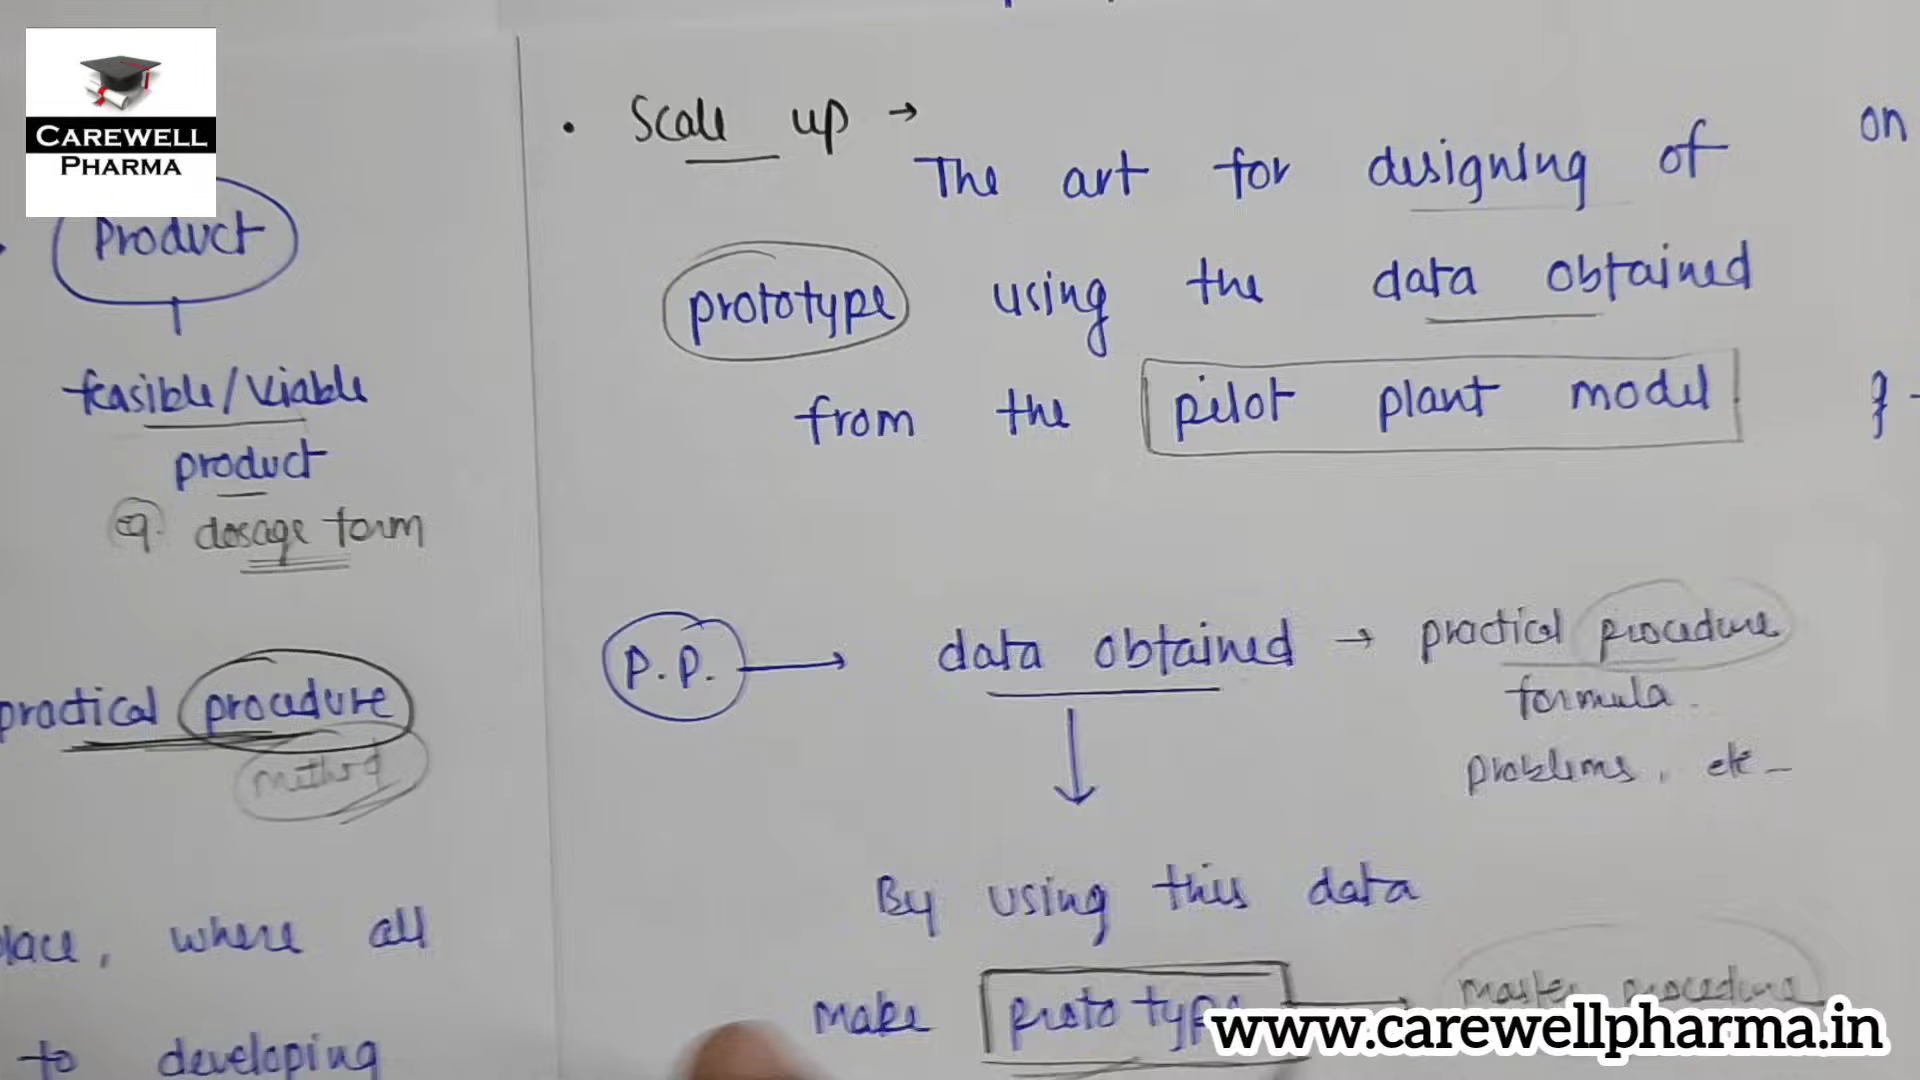 CAREWELL
PHARMA
Product
feasible/viable
product
eg. dosage form
practical procedure
method
place, where all
to developing
• Scale up →
The art for designing of
prototype using the data obtained
from the pilot plant model
on
P.P. → data obtained → practical procedure
formula.
problems, etc -
By using this data
make prototype → master procedure
www.carewellpharma.in